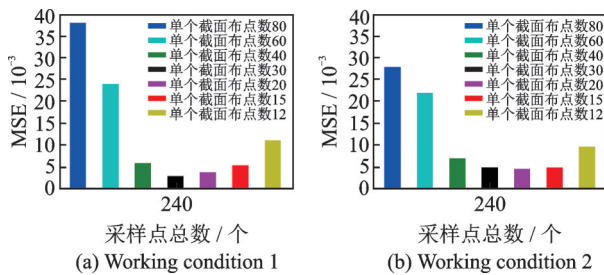 40
35
30
25
20
15
10
5
0
MSE / 10⁻³
单个截面布点数80
单个截面布点数60
单个截面布点数40
单个截面布点数30
单个截面布点数20
单个截面布点数15
单个截面布点数12
240
采样点总数 / 个
(a) Working condition 1
40
35
30
25
20
15
10
5
0
MSE / 10⁻³
单个截面布点数80
单个截面布点数60
单个截面布点数40
单个截面布点数30
单个截面布点数20
单个截面布点数15
单个截面布点数12
240
采样点总数 / 个
(b) Working condition 2